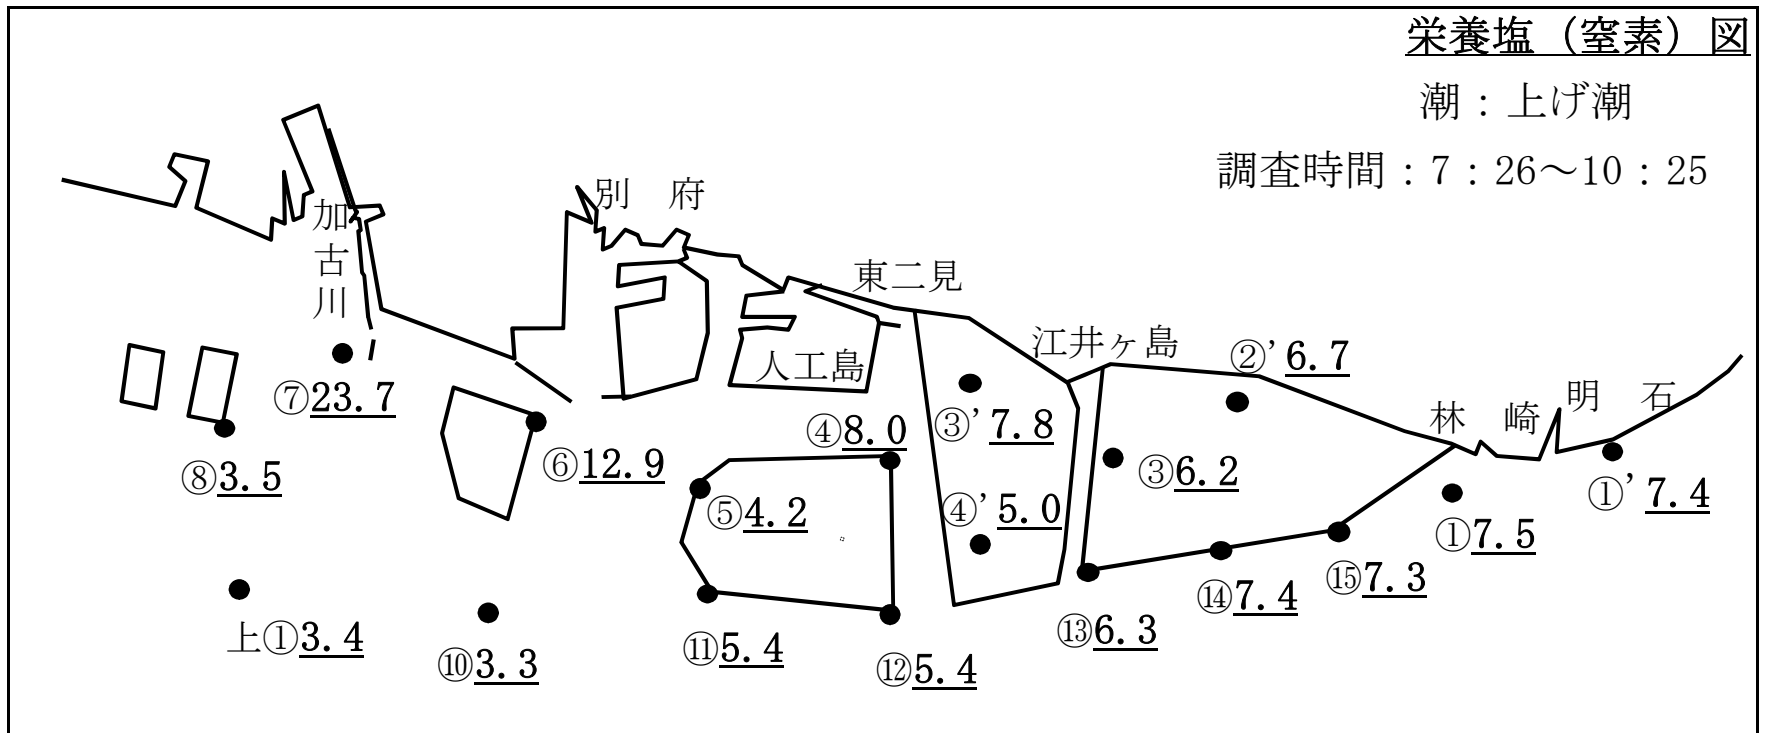 栄養塩（窒素）図
潮：上げ潮
調査時間：7：26～10：25
加古川
別　府
東二見
人工島
江井ヶ島
②’6.7
林　崎
明　石
⑦23.7
④8.0
③’7.8
⑧3.5
⑥12.9
③6.2
①’7.4
⑤4.2
④’5.0
①7.5
⑮7.3
⑭7.4
上①3.4
⑩3.3
⑪5.4
⑫5.4
⑬6.3